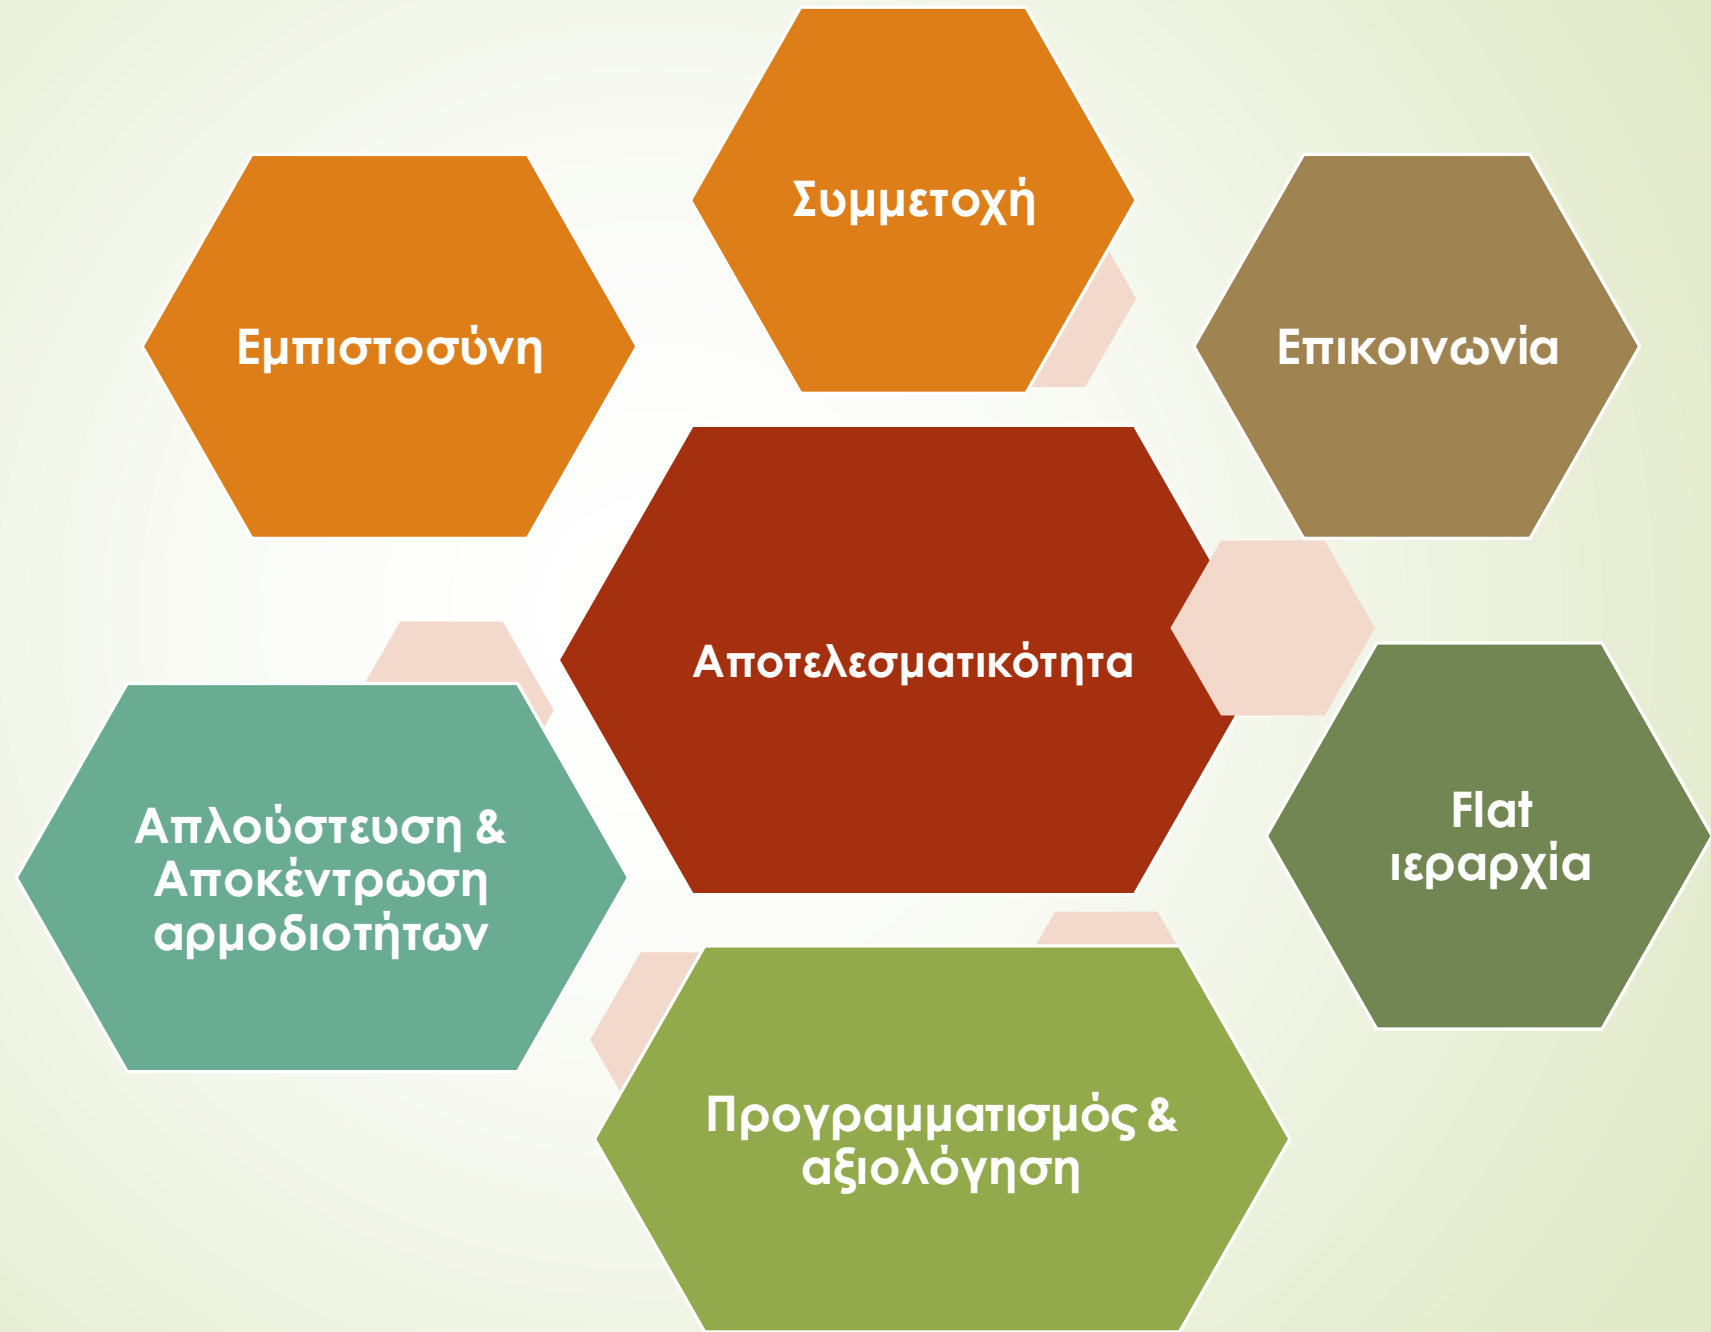 Συμμετοχή
Εμπιστοσύνη
Επικοινωνία
Αποτελεσματικότητα
Απλούστευση &
Αποκέντρωση
αρμοδιοτήτων
Flat
ιεραρχία
Προγραμματισμός &
αξιολόγηση